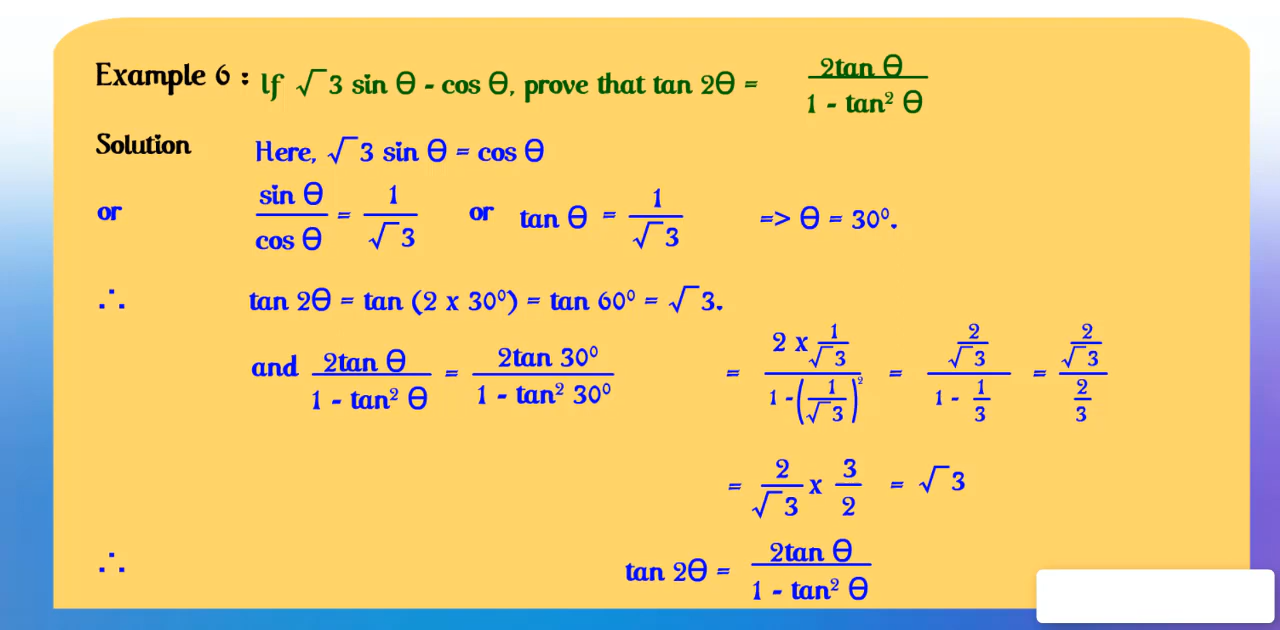 Example 6 : If √3 sin θ - cos θ, prove that tan 2θ = 2tan θ / 1 - tan² θ
Solution Here, √3 sin θ = cos θ
or sin θ / cos θ = 1 / √3 or tan θ = 1 / √3 => θ = 30⁰.
∴ tan 2θ = tan (2 x 30⁰) = tan 60⁰ = √3.
and 2tan θ / 1 - tan² θ = 2tan 30⁰ / 1 - tan² 30⁰ = 2 x 1/√3 / 1 - (1/√3)² = 2/√3 / 1 - 1/3 = 2/√3 / 2/3
= 2/√3 x 3/2 = √3
∴ tan 2θ = 2tan θ / 1 - tan² θ